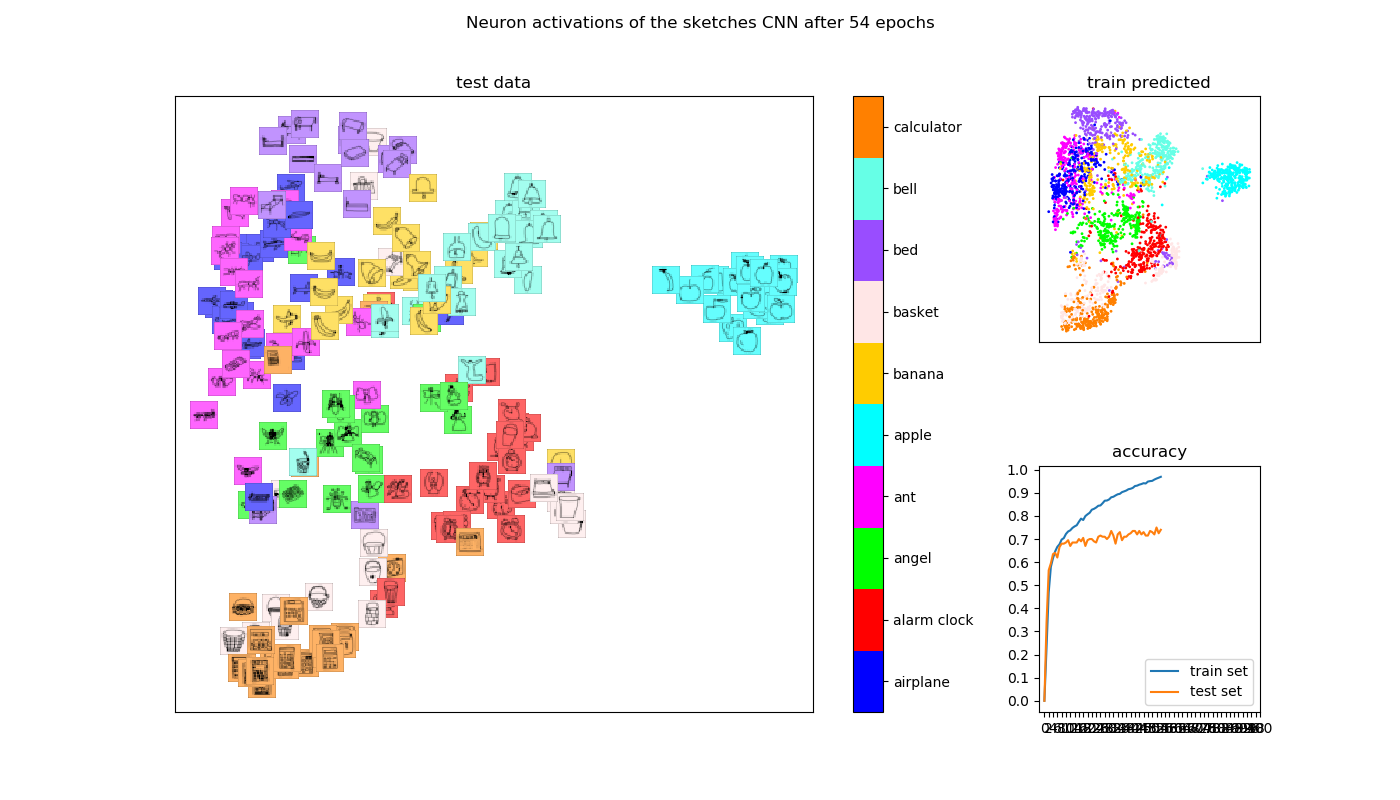 Neuron activations of the sketches CNN after 54 epochs
test data
calculator
bell
bed
basket
banana
apple
ant
angel
alarm clock
airplane
train predicted
accuracy
1.0
0.9
0.8
0.7
0.6
0.5
0.4
0.3
0.2
0.1
0.0
train set
test set